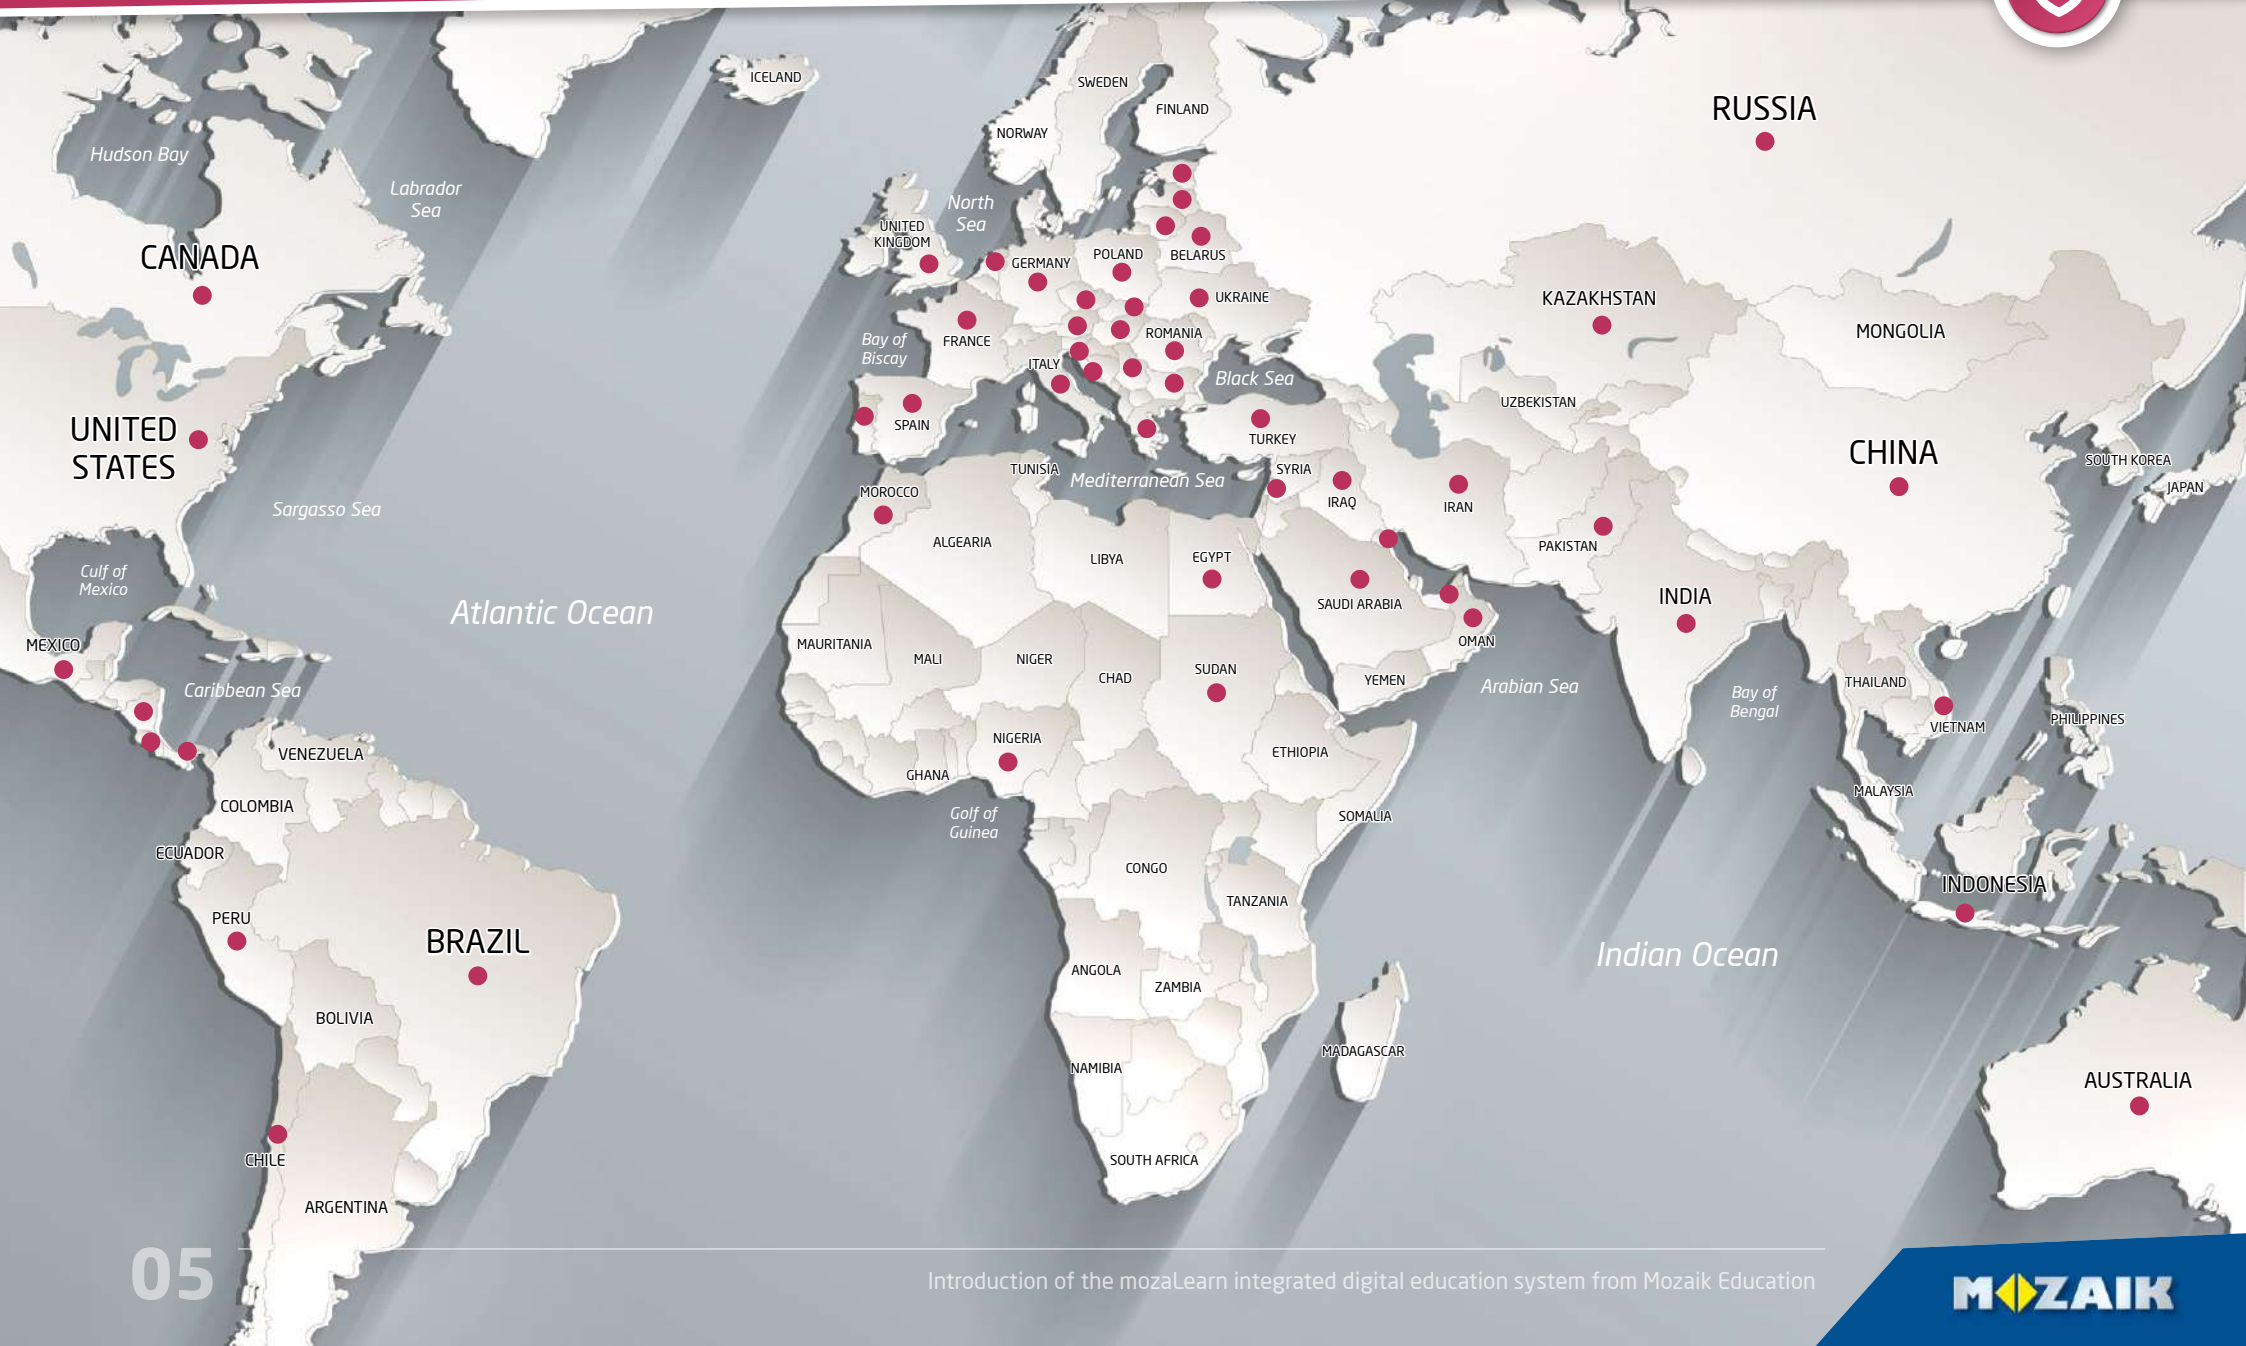 ICELAND
SWEDEN
FINLAND
NORWAY
RUSSIA
Hudson Bay
Labrador
Sea
North
Sea
UNITED
KINGDOM
CANADA
GERMANY
POLAND
BELARUS
UKRAINE
KAZAKHSTAN
MONGOLIA
Bay of
Biscay
FRANCE
ROMANIA
ITALY
Black Sea
UZBEKISTAN
UNITED
STATES
SPAIN
TURKEY
CHINA
SOUTH KOREA
JAPAN
TUNISIA
Mediterranean Sea
SYRIA
MOROCCO
IRAQ
IRAN
Sargasso Sea
ALGEARIA
LIBYA
EGYPT
PAKISTAN
Culf of
Mexico
Atlantic Ocean
SAUDI ARABIA
INDIA
OMAN
MEXICO
MAURITANIA
MALI
NIGER
CHAD
SUDAN
YEMEN
Arabian Sea
Bay of
Bengal
THAILAND
Caribbean Sea
VIETNAM
PHILIPPINES
VENEZUELA
NIGERIA
ETHIOPIA
GHANA
MALAYSIA
COLOMBIA
Golf of
Guinea
SOMALIA
ECUADOR
CONGO
INDONESIA
TANZANIA
PERU
BRAZIL
Indian Ocean
ANGOLA
ZAMBIA
BOLIVIA
MADAGASCAR
NAMIBIA
AUSTRALIA
CHILE
SOUTH AFRICA
ARGENTINA
05
Introduction of the mozaLearn integrated digital education system from Mozaik Education
MOZAIK